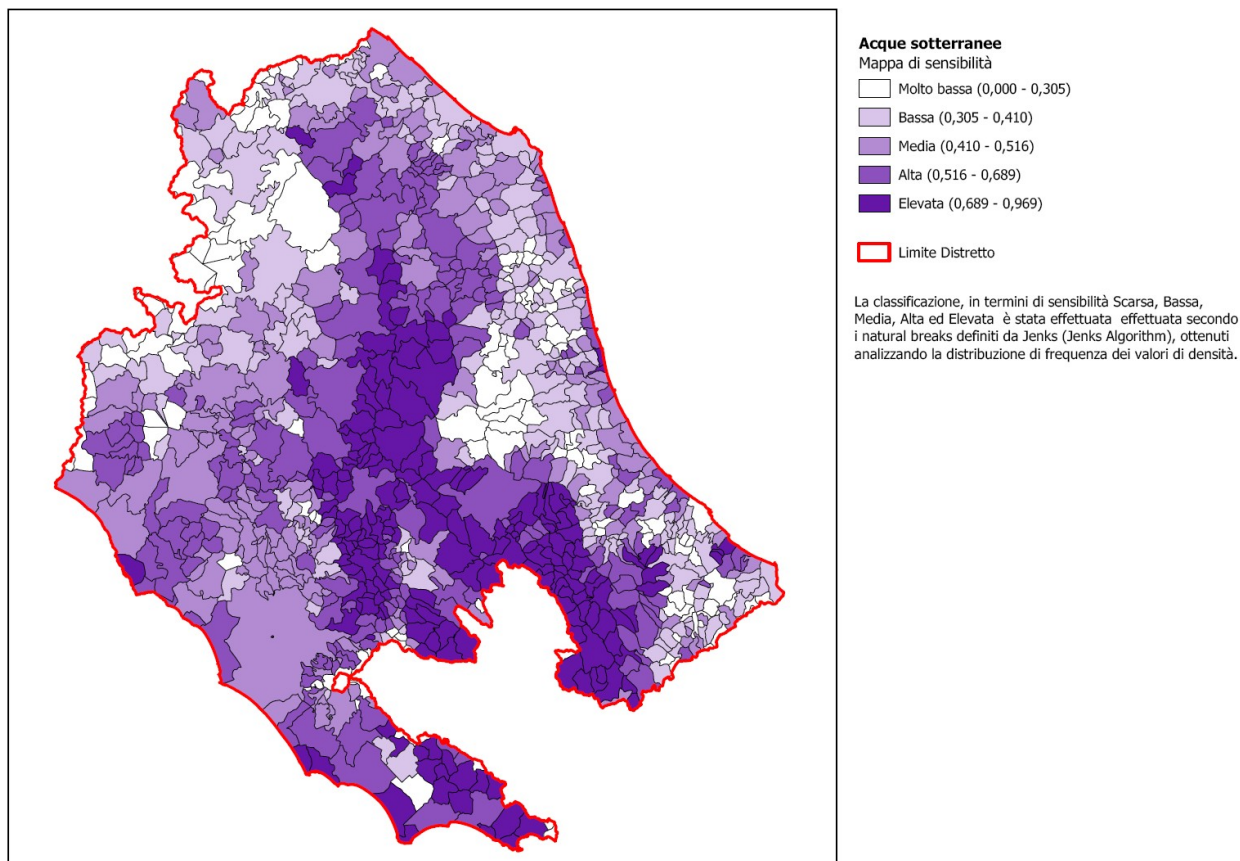 Acque sotterranee
Mappa di sensibilità
Molto bassa (0,000 - 0,305)
Bassa (0,305 - 0,410)
Media (0,410 - 0,516)
Alta (0,516 - 0,689)
Elevata (0,689 - 0,969)
Limite Distretto
La classificazione, in termini di sensibilità Scarsa, Bassa,
Media, Alta ed Elevata è stata effettuata effettuata secondo
i natural breaks definiti da Jenks (Jenks Algorithm), ottenuti
analizzando la distribuzione di frequenza dei valori di densità.